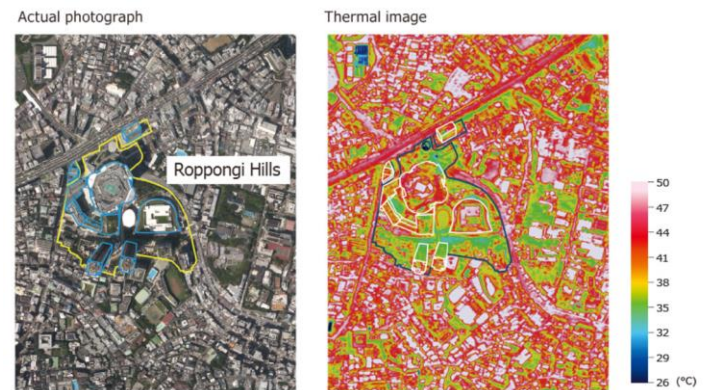 Actual photograph
Thermal image
Roppongi Hills
50
47
44
41
38
35
32
29
26 (°C)